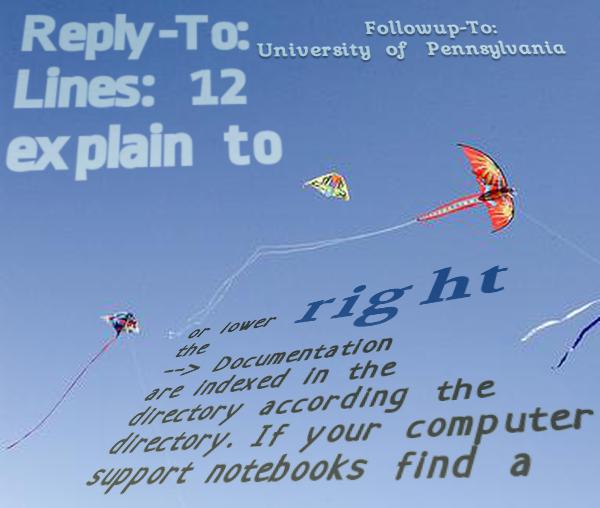 Reply-To:
Lines: 12
explain to
Followup-To:
University of Pennsylvania
right
or lower
the
--> Documentation
are indexed in the
directory according the
directory. If your computer
support notebooks find a